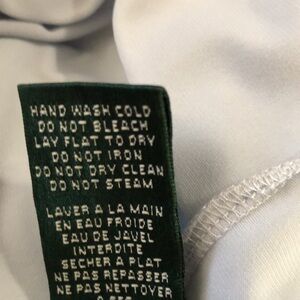 HAND WASH COLD
DO NOT BLEACH
LAY FLAT TO DRY
DO NOT IRON
DO NOT DRY CLEAN
DO NOT STEAM
LAVER A LA MAIN
EN EAU FROIDE
EAU DE JAVEL
INTERDITE
SECHER A PLAT
NE PAS REPASSER
NE PAS NETTOYER